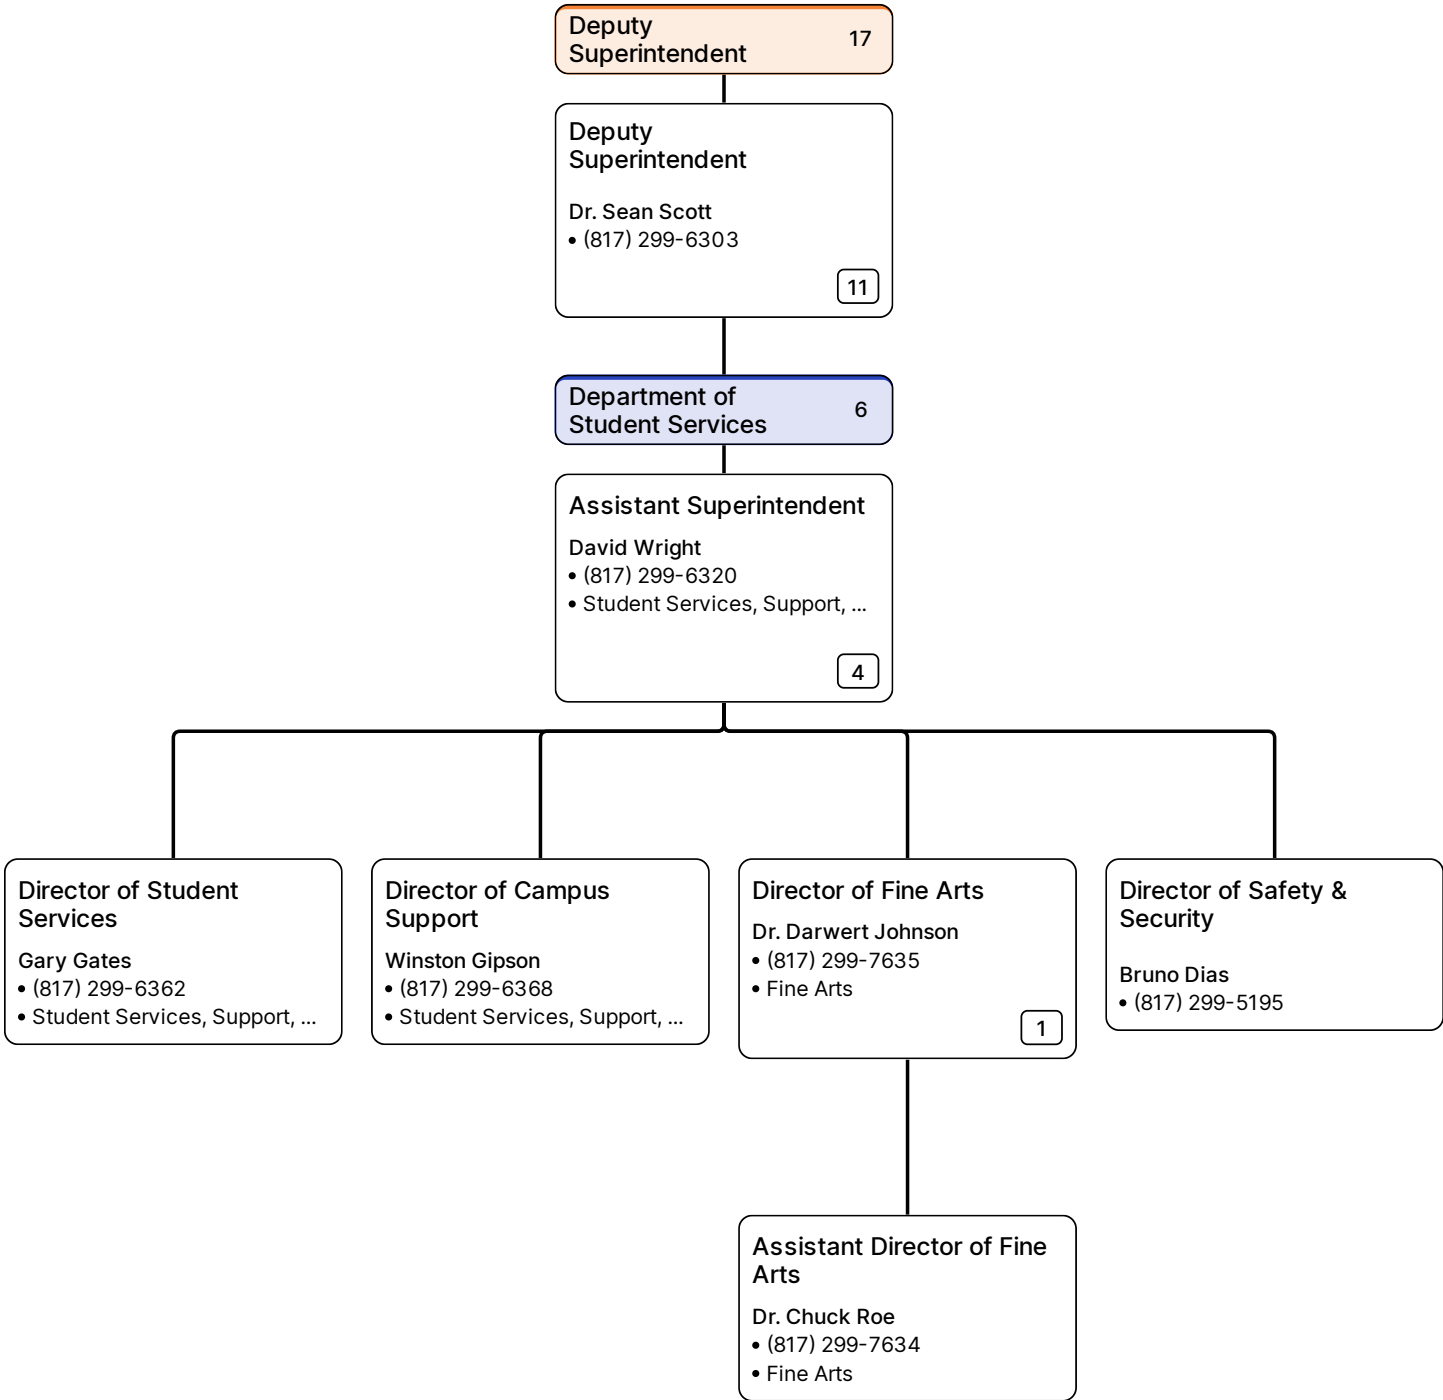 Deputy
Superintendent
17
Deputy
Superintendent
Dr. Sean Scott
• (817) 299-6303
11
Department of
Student Services
6
Assistant Superintendent
David Wright
• (817) 299-6320
• Student Services, Support, ...
4
Director of Student
Services
Gary Gates
• (817) 299-6362
• Student Services, Support, ...
Director of Campus
Support
Winston Gipson
• (817) 299-6368
• Student Services, Support, ...
Director of Fine Arts
Dr. Darwert Johnson
• (817) 299-7635
• Fine Arts
1
Director of Safety &
Security
Bruno Dias
• (817) 299-5195
Assistant Director of Fine
Arts
Dr. Chuck Roe
• (817) 299-7634
• Fine Arts